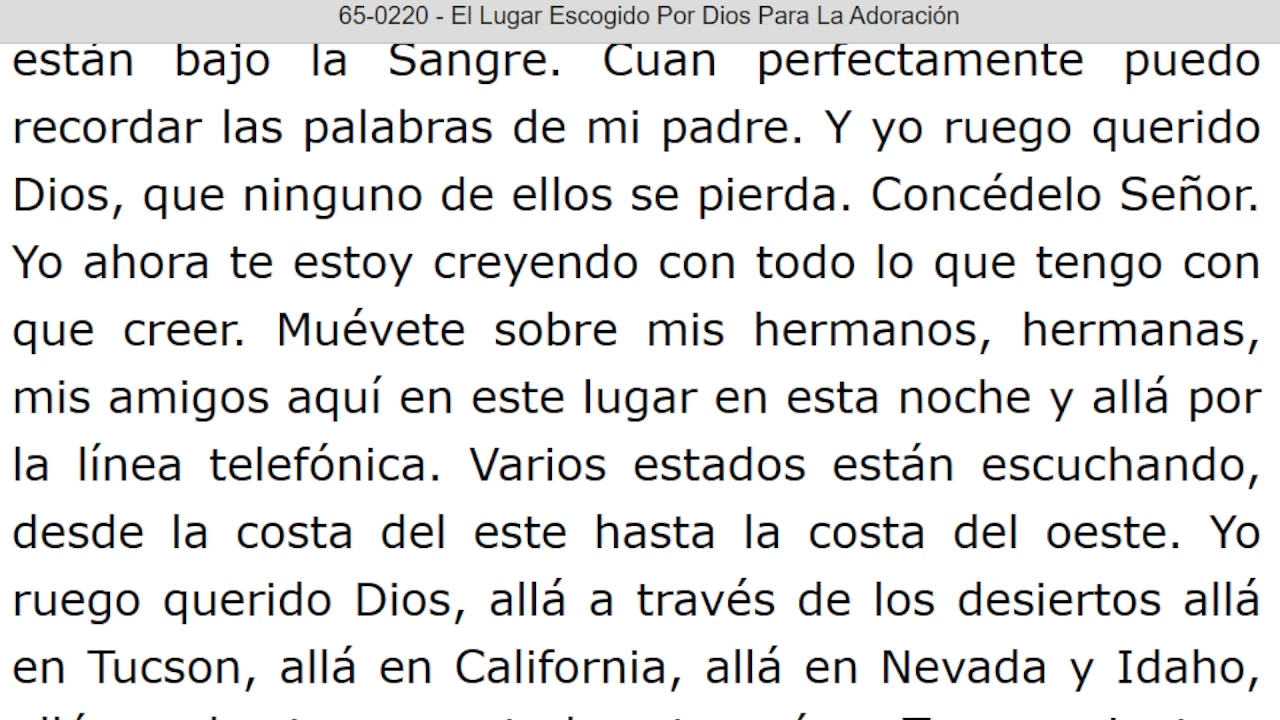 65-0220 - El Lugar Escogido Por Dios Para La Adoración
están bajo la Sangre. Cuan perfectamente puedo
recordar las palabras de mi padre. Y yo ruego querido
Dios, que ninguno de ellos se pierda. Concédelo Señor.
Yo ahora te estoy creyendo con todo lo que tengo con
que creer. Muévete sobre mis hermanos, hermanas,
mis amigos aquí en este lugar en esta noche y allá por
la línea telefónica. Varios estados están escuchando,
desde la costa del este hasta la costa del oeste. Yo
ruego querido Dios, allá a través de los desiertos allá
en Tucson, allá en California, allá en Nevada y Idaho,